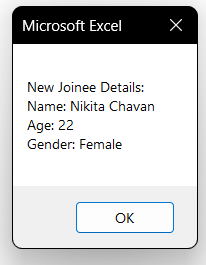 Microsoft Excel
New Joinee Details:
Name: Nikita Chavan
Age: 22
Gender: Female
OK